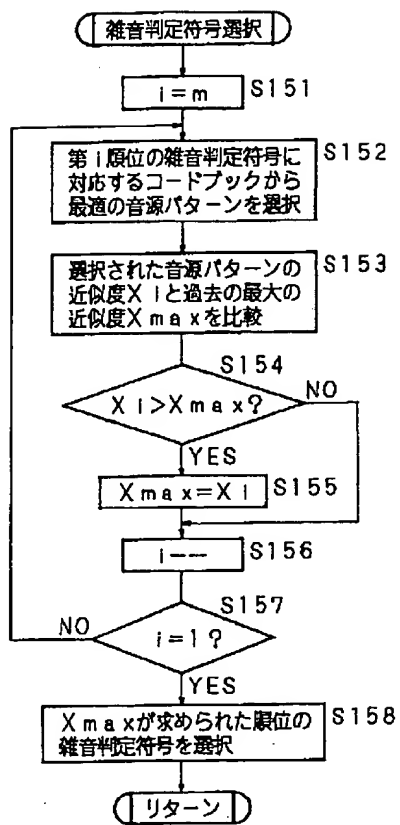 雑音判定符号選択
i=m
S151
第i順位の雑音判定符号に
対応するコードブックから
最適の音源パターンを選択
S152
選択された音源パターンの
近似度Xiと過去の最大の
近似度Xmaxを比較
S153
S154
Xi>Xmax?
NO
YES
Xmax=Xi
S155
i--
S156
S157
NO
i=1?
YES
Xmaxが求められた順位の
雑音判定符号を選択
S158
リターン